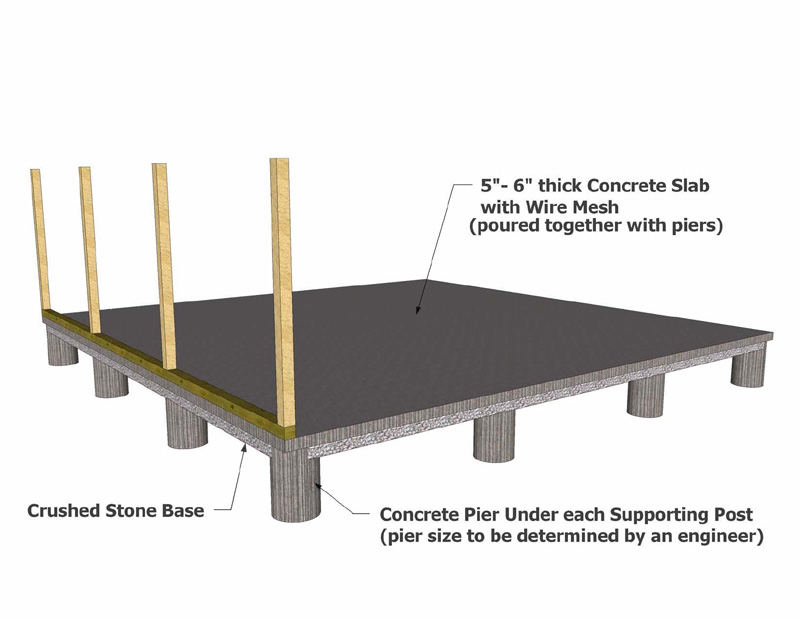 5"- 6" thick Concrete Slab
with Wire Mesh
(poured together with piers)
Crushed Stone Base
Concrete Pier Under each Supporting Post
(pier size to be determined by an engineer)